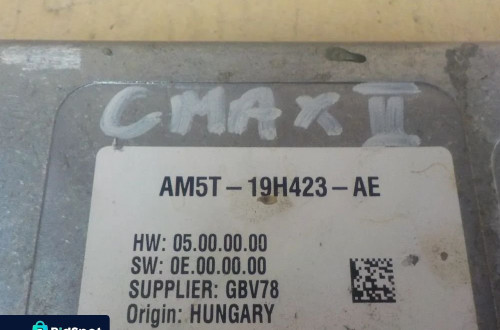 CMAX II
AM5T-19H423-AE
HW: 05.00.00.00
SW: 0E.00.00.00
SUPPLIER: GBV78
Origin: HUNGARY
BidSpot